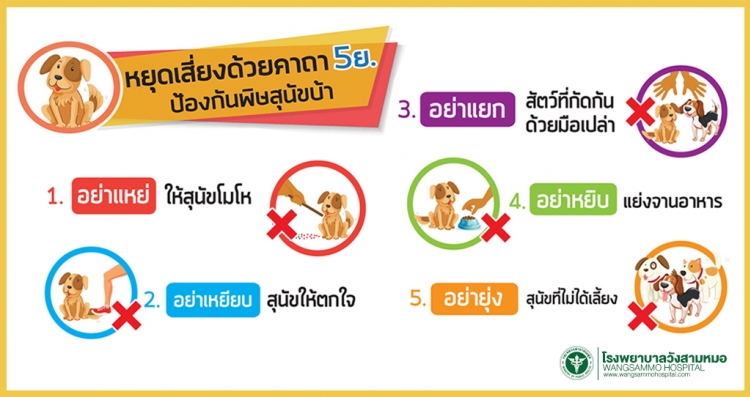 หยุดเสี่ยงด้วยคาถา 5ย.
ป้องกันพิษสุนัขบ้า
1. อย่าแหย่ ให้สุนัขโมโห
2. อย่าเหยียบ สุนัขให้ตกใจ
3. อย่าแยก สัตว์ที่กัดกัน
ด้วยมือเปล่า
4. อย่าหยิบ แย่งจานอาหาร
5. อย่ายุ่ง สุนัขที่ไม่ได้เลี้ยง
โรงพยาบาลวังสามหมอ
WANGSAMMO HOSPITAL
www.wangsammohospital.com